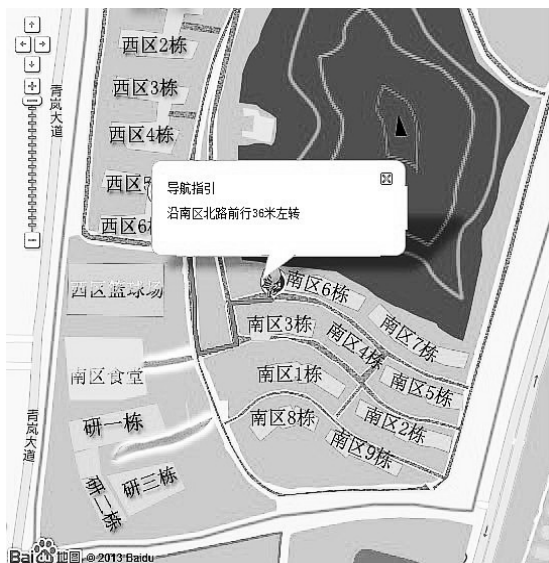 西区2栋
西区3栋
青岚大道
西区4栋
西区5
导航指引
沿南区北路前行36米左转
西区6栋
西区篮球场
南区6栋
南区3栋
南区7栋
南区4栋
南区食堂
南区1栋
南区5栋
青岚大道
研一栋
南区8栋
南区2栋
南区9栋
研二栋
研三栋
Bai du 地图 © 2013 Baidu